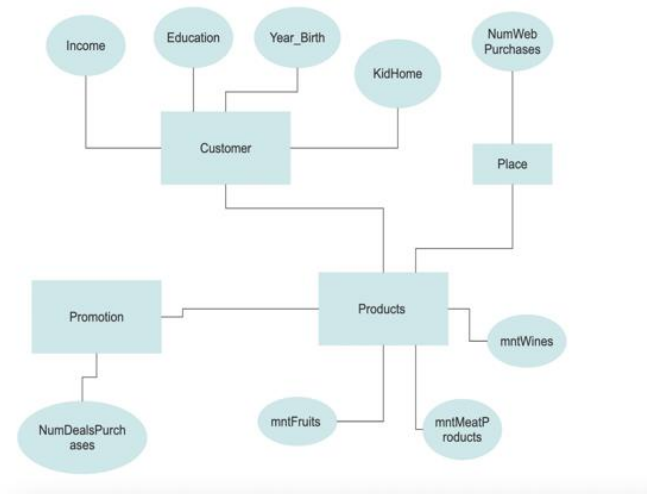 Income
Education
Year_Birth
KidHome
NumWeb
Purchases
Customer
Place
Promotion
Products
mntWines
NumDealsPurch
ases
mntFruits
mntMeatP
roducts